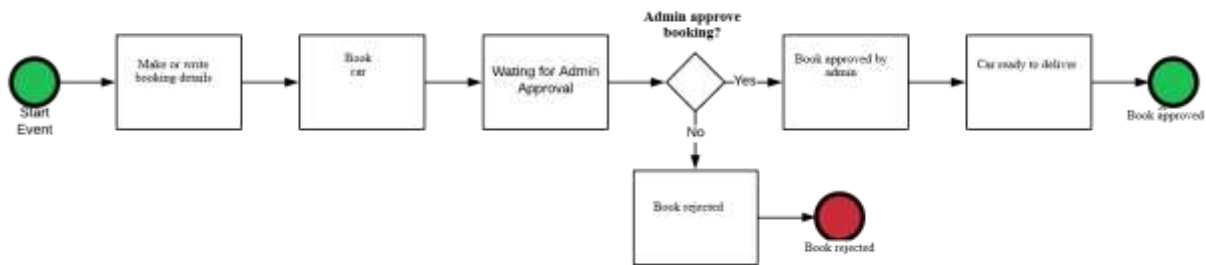 Admin approve
booking?
Make or write
booking details
Book
car
Wating for Admin
Approval
Yes
Book approved by
admin
Car ready to deliver
Start
Event
Book approved
No
Book rejected
Book rejected